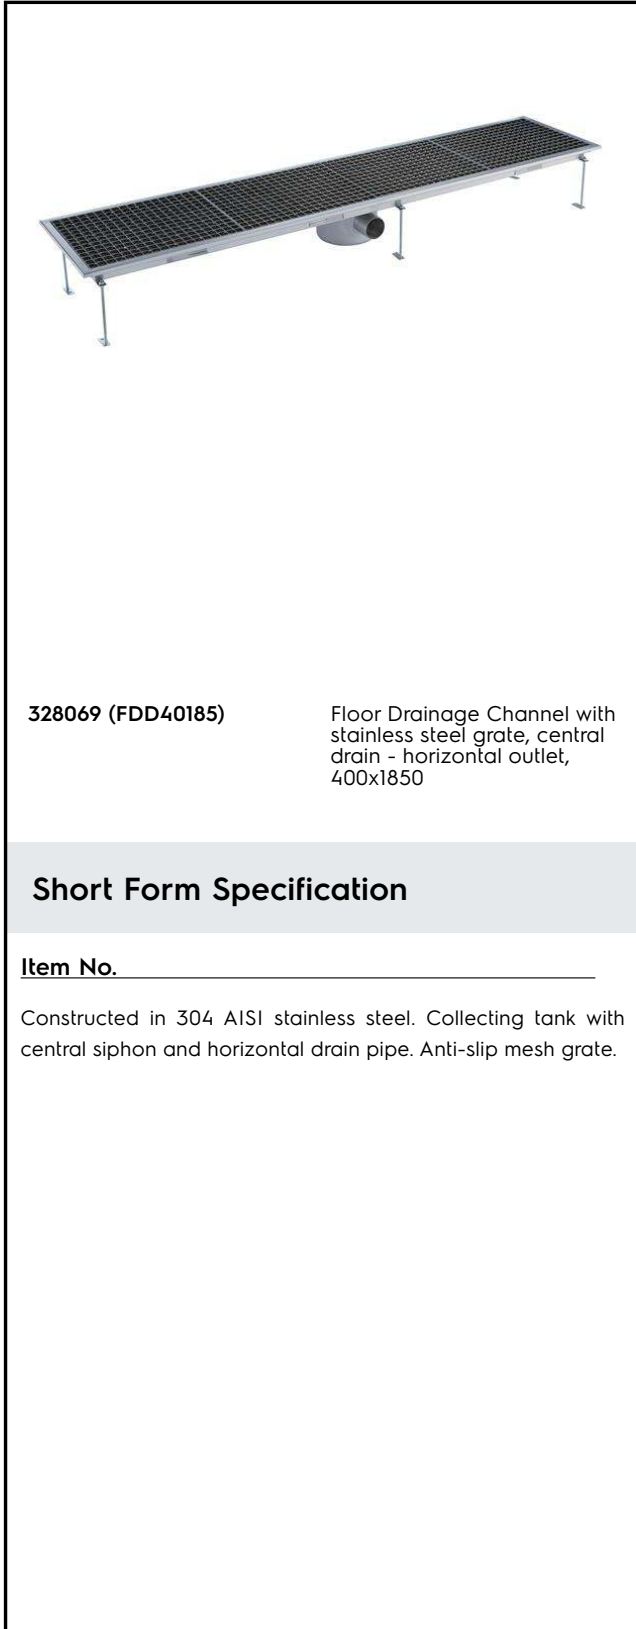 328069 (FDD40185)
Floor Drainage Channel with
stainless steel grate, central
drain - horizontal outlet,
400x1850
Short Form Specification
Item No.
Constructed in 304 AISI stainless steel. Collecting tank with
central siphon and horizontal drain pipe. Anti-slip mesh grate.